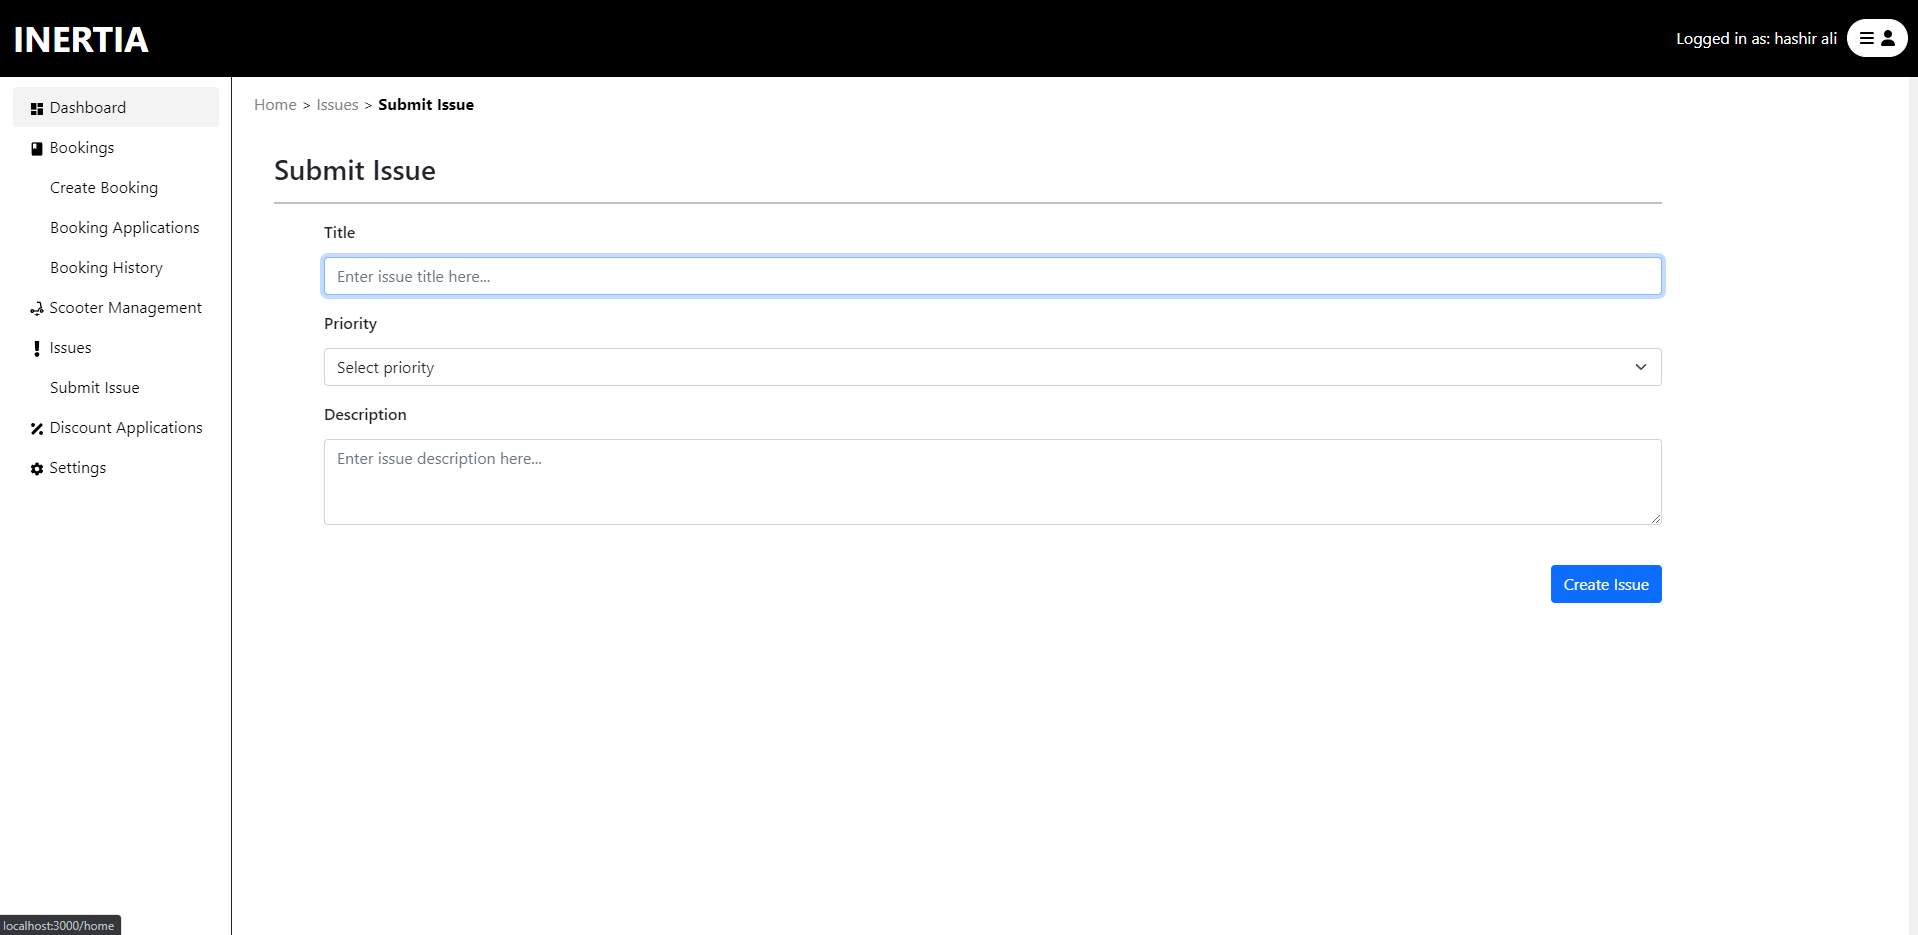 INERTIA
Logged in as: hashir ali
Dashboard
Bookings
Create Booking
Booking Applications
Booking History
Scooter Management
Issues
Submit Issue
Discount Applications
Settings
Home > Issues > Submit Issue
Submit Issue
Title
Enter issue title here...
Priority
Select priority
Description
Enter issue description here...
Create Issue
localhost:3000/home